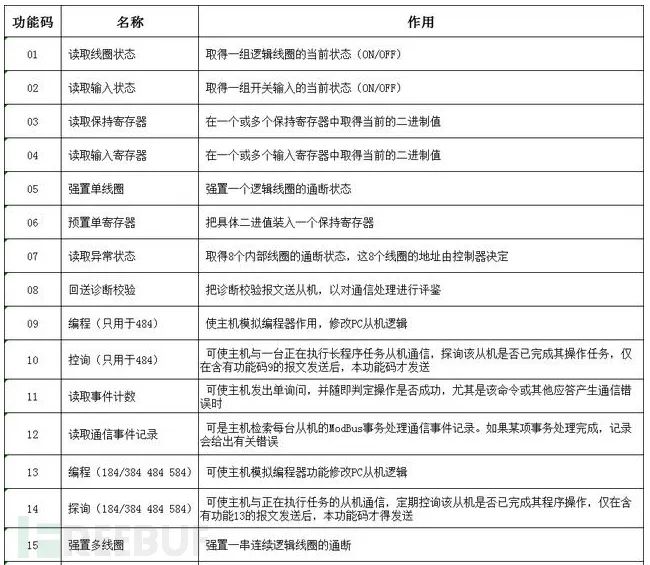 功能码 名称 作用
01 读取线圈状态 取得一组逻辑线圈的当前状态（ON/OFF）
02 读取输入状态 取得一组开关输入的当前状态（ON/OFF）
03 读取保持寄存器 在一个或多个保持寄存器中取得当前的二进制值
04 读取输入寄存器 在一个或多个输入寄存器中取得当前的二进制值
05 强置单线圈 强置一个逻辑线圈的通断状态
06 预置单寄存器 把具体二进值装入一个保持寄存器
07 读取异常状态 取得8个内部线圈的通断状态，这8个线圈的地址由控制器决定
08 回送诊断校验 把诊断校验报文送从机，以对通信处理进行评鉴
09 编程（只用于484） 使主机模拟编程器作用，修改PC从机逻辑
10 控询（只用于484） 可使主机与一台正在执行长程序任务从机通信，探询该从机是否已完成其操作任务，仅
在含有功能码9的报文发送后，本功能码才发送
11 读取事件计数 可使主机发出单询问，并随即判定操作是否成功，尤其是该命令或其他应答产生通信错
误时
12 读取通信事件记录 可是主机检索每台从机的ModBus事务处理通信事件记录。如果某项事务处理完成，记录
会给出有关错误
13 编程（184/384 484 584） 可使主机模拟编程器功能修改PC从机逻辑
14 探询（184/384 484 584） 可使主机与正在执行任务的从机通信，定期控询该从机是否已完成其程序操作，仅在含
有功能13的报文发送后，本功能码才得发送
15 强置多线圈 强置一串连续逻辑线圈的通断
FREEBUF